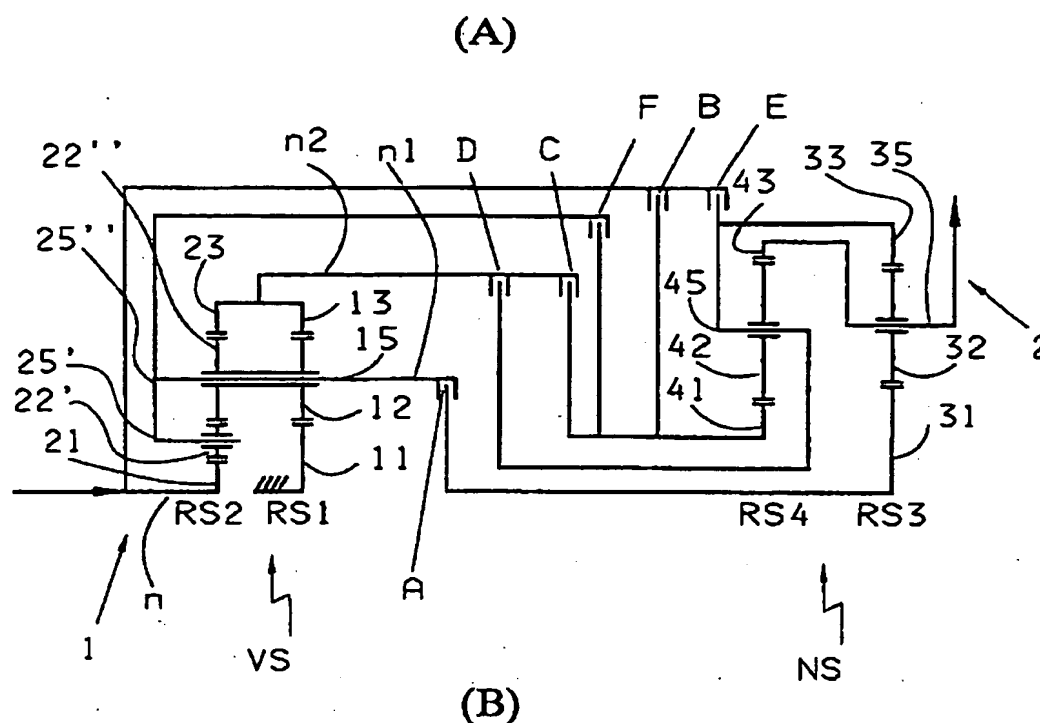 (A)
F B E
22'' n2 n1 D C 43 33 35
25'' 23 13 45
15
25' 22' 12 42 32 2
21 11 41 31
RS2 RS1 RS4 RS3
n A
1 VS NS
(B)